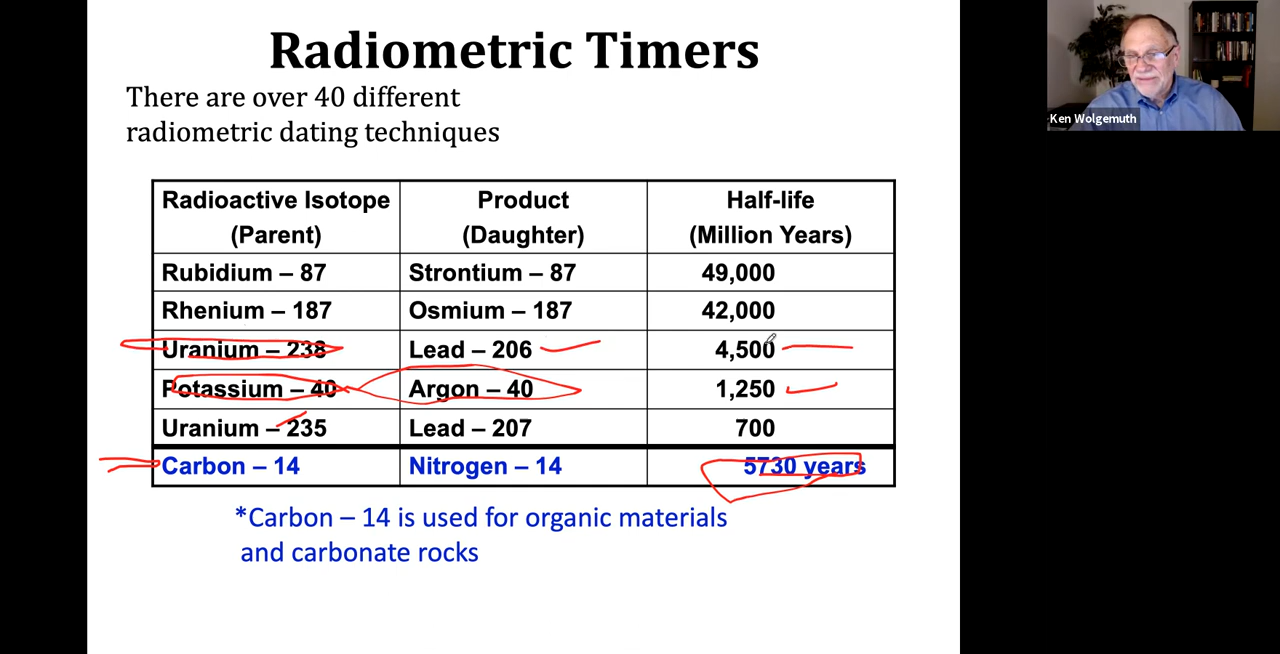 Radiometric Timers
There are over 40 different
radiometric dating techniques
Radioactive Isotope (Parent) Product (Daughter) Half-life (Million Years)
Rubidium – 87 Strontium – 87 49,000
Rhenium – 187 Osmium – 187 42,000
Uranium – 238 Lead – 206 4,500
Potassium – 40 Argon – 40 1,250
Uranium – 235 Lead – 207 700
Carbon – 14 Nitrogen – 14 5730 years
*Carbon – 14 is used for organic materials
and carbonate rocks
Ken Wolgemuth